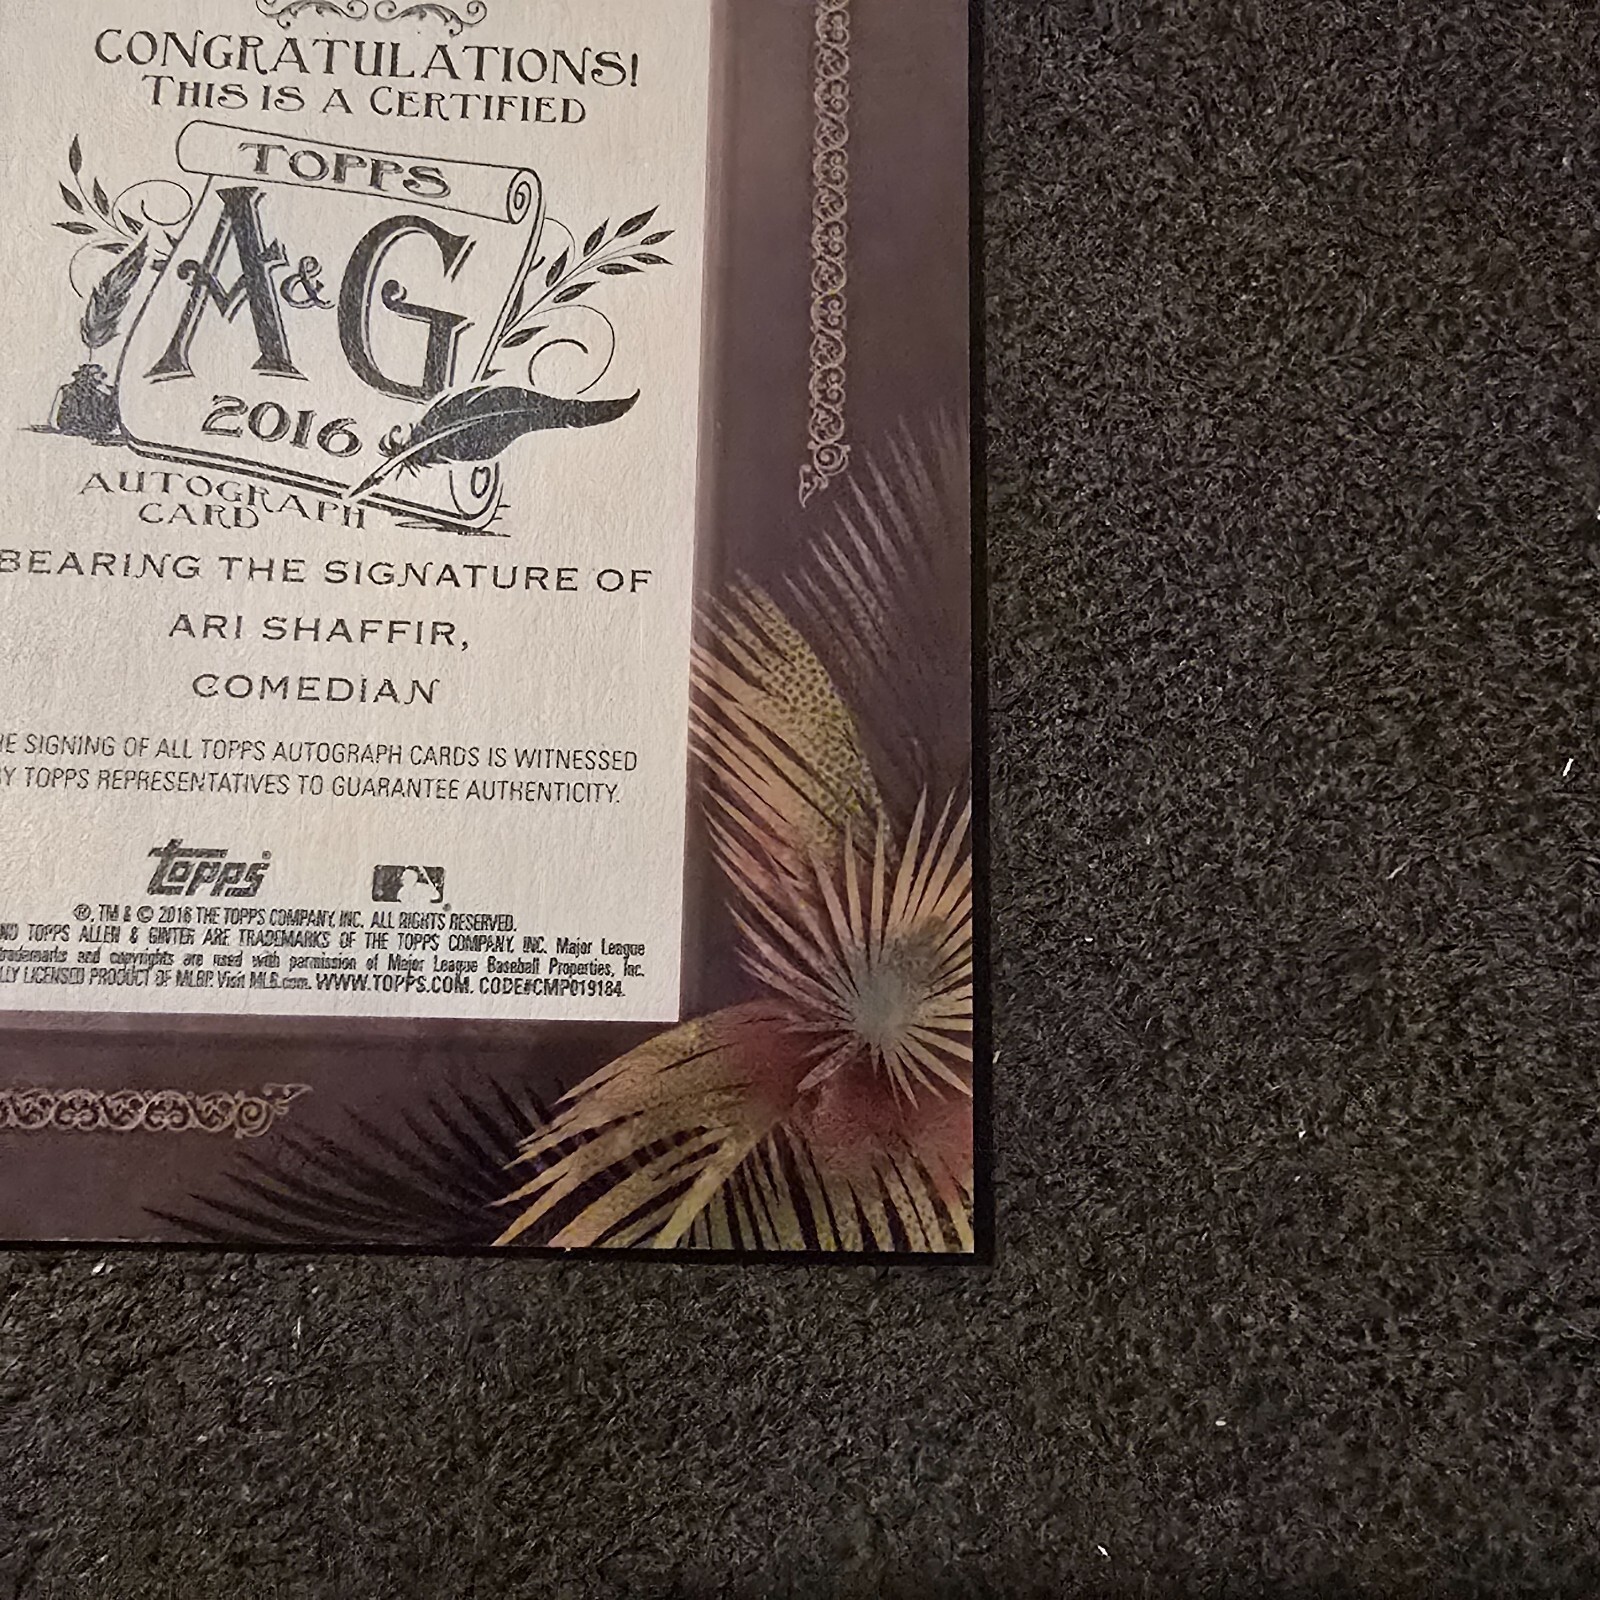 CONGRATULATIONS!
THIS IS A CERTIFIED
TOPPS
A&G
2016
AUTOGRAPH
CARD
BEARING THE SIGNATURE OF
ARI SHAFFIR,
COMEDIAN
HE SIGNING OF ALL TOPPS AUTOGRAPH CARDS IS WITNESSED
Y TOPPS REPRESENTATIVES TO GUARANTEE AUTHENTICITY.
topps
®, TM & © 2016 THE TOPPS COMPANY, INC. ALL RIGHTS RESERVED.
ND TOPPS ALLEN & GINTER ARE TRADEMARKS OF THE TOPPS COMPANY, INC. Major League
trademarks and copyrights are used with permission of Major League Baseball Properties, Inc.
LLY LICENSED PRODUCT OF MLBP. Visit MLB.com. WWW.TOPPS.COM. CODE#CMP019184.